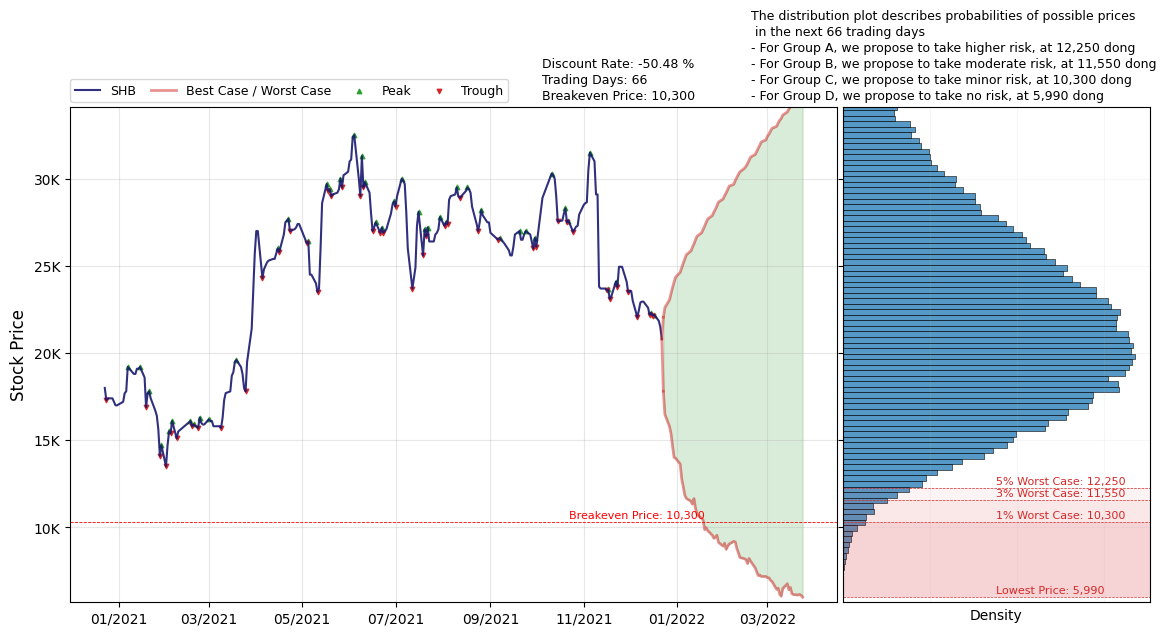 The distribution plot describes probabilities of possible prices
in the next 66 trading days
- For Group A, we propose to take higher risk, at 12,250 dong
- For Group B, we propose to take moderate risk, at 11,550 dong
- For Group C, we propose to take minor risk, at 10,300 dong
- For Group D, we propose to take no risk, at 5,990 dong
Discount Rate: -50.48 %
Trading Days: 66
Breakeven Price: 10,300
SHB Best Case / Worst Case Peak Trough
Stock Price
30K
25K
20K
15K
10K
Breakeven Price: 10,300
5% Worst Case: 12,250
3% Worst Case: 11,550
1% Worst Case: 10,300
Lowest Price: 5,990
01/2021 03/2021 05/2021 07/2021 09/2021 11/2021 01/2022 03/2022
Density